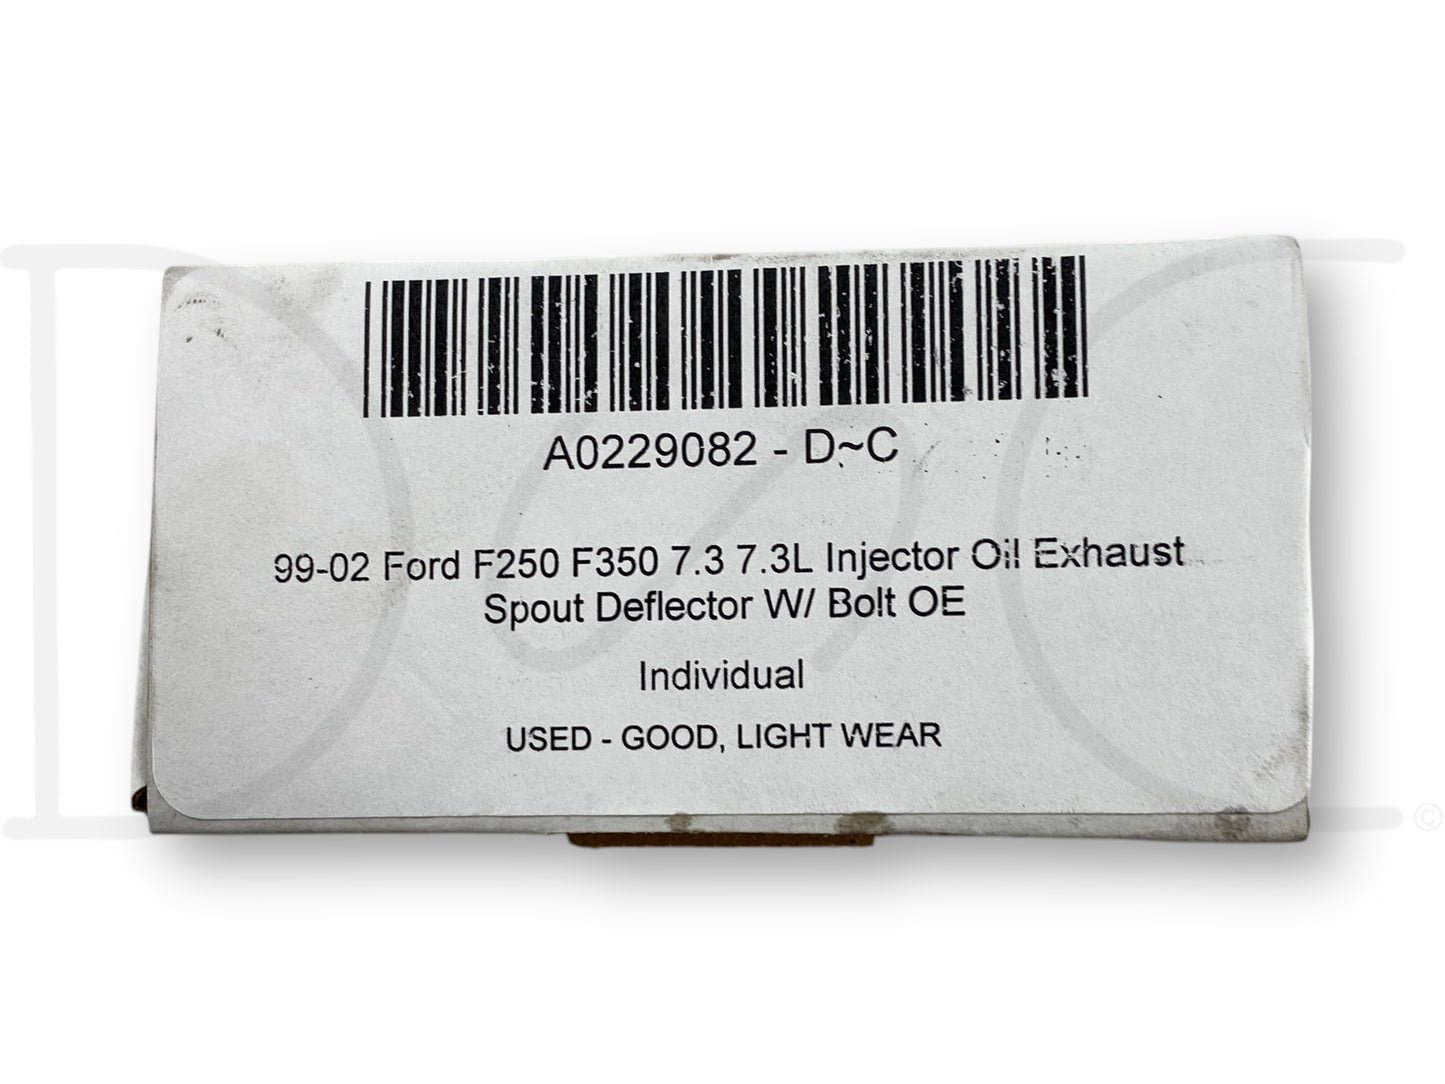 A0229082 - D~C
99-02 Ford F250 F350 7.3 7.3L Injector Oil Exhaust
Spout Deflector W/ Bolt OE
Individual
USED - GOOD, LIGHT WEAR
D~C
©